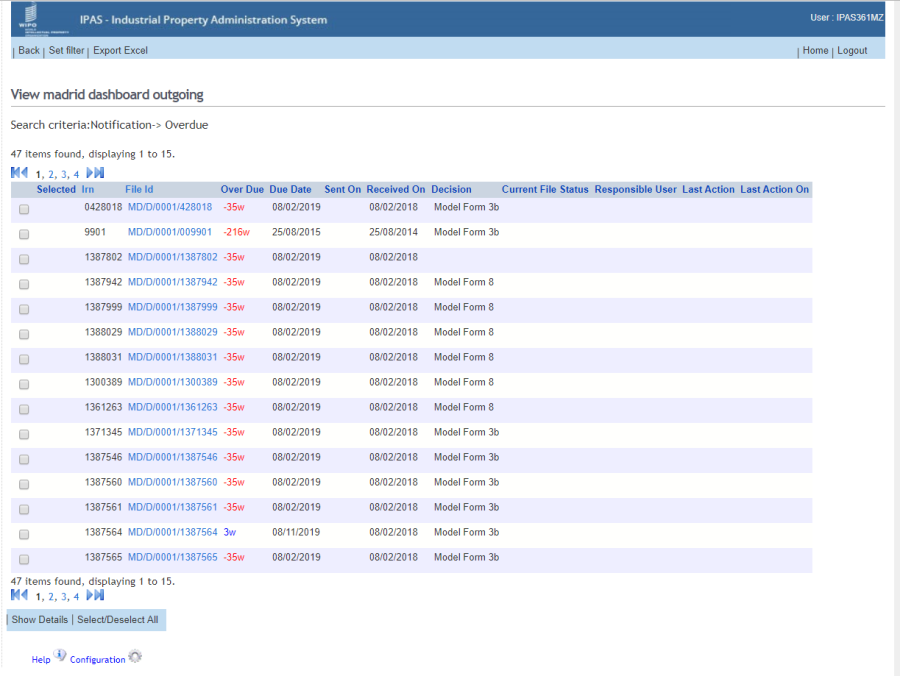 WIPO
IPAS - Industrial Property Administration System
User : IPAS361MZ
| Back | Set filter | Export Excel
| Home | Logout
View madrid dashboard outgoing
Search criteria:Notification-> Overdue
47 items found, displaying 1 to 15.
1, 2, 3, 4
Selected Irn File Id Over Due Due Date Sent On Received On Decision Current File Status Responsible User Last Action Last Action On
0428018 MD/D/0001/428018 -35w 08/02/2019 08/02/2018 Model Form 3b
9901 MD/D/0001/009901 -216w 25/08/2015 25/08/2014 Model Form 3b
1387802 MD/D/0001/1387802 -35w 08/02/2019 08/02/2018
1387942 MD/D/0001/1387942 -35w 08/02/2019 08/02/2018 Model Form 8
1387999 MD/D/0001/1387999 -35w 08/02/2019 08/02/2018 Model Form 8
1388029 MD/D/0001/1388029 -35w 08/02/2019 08/02/2018 Model Form 8
1388031 MD/D/0001/1388031 -35w 08/02/2019 08/02/2018 Model Form 8
1300389 MD/D/0001/1300389 -35w 08/02/2019 08/02/2018 Model Form 8
1361263 MD/D/0001/1361263 -35w 08/02/2019 08/02/2018 Model Form 8
1371345 MD/D/0001/1371345 -35w 08/02/2019 08/02/2018 Model Form 3b
1387546 MD/D/0001/1387546 -35w 08/02/2019 08/02/2018 Model Form 3b
1387560 MD/D/0001/1387560 -35w 08/02/2019 08/02/2018 Model Form 3b
1387561 MD/D/0001/1387561 -35w 08/02/2019 08/02/2018 Model Form 3b
1387564 MD/D/0001/1387564 3w 08/11/2019 08/02/2018 Model Form 3b
1387565 MD/D/0001/1387565 -35w 08/02/2019 08/02/2018 Model Form 3b
47 items found, displaying 1 to 15.
1, 2, 3, 4
| Show Details | Select/Deselect All
Help Configuration